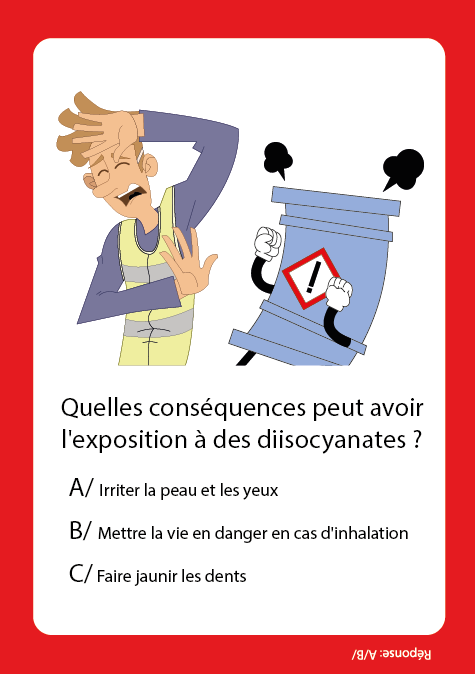 !
Quelles conséquences peut avoir
l'exposition à des diisocyanates ?
A/ Irriter la peau et les yeux
B/ Mettre la vie en danger en cas d'inhalation
C/ Faire jaunir les dents
Réponse: A/B/